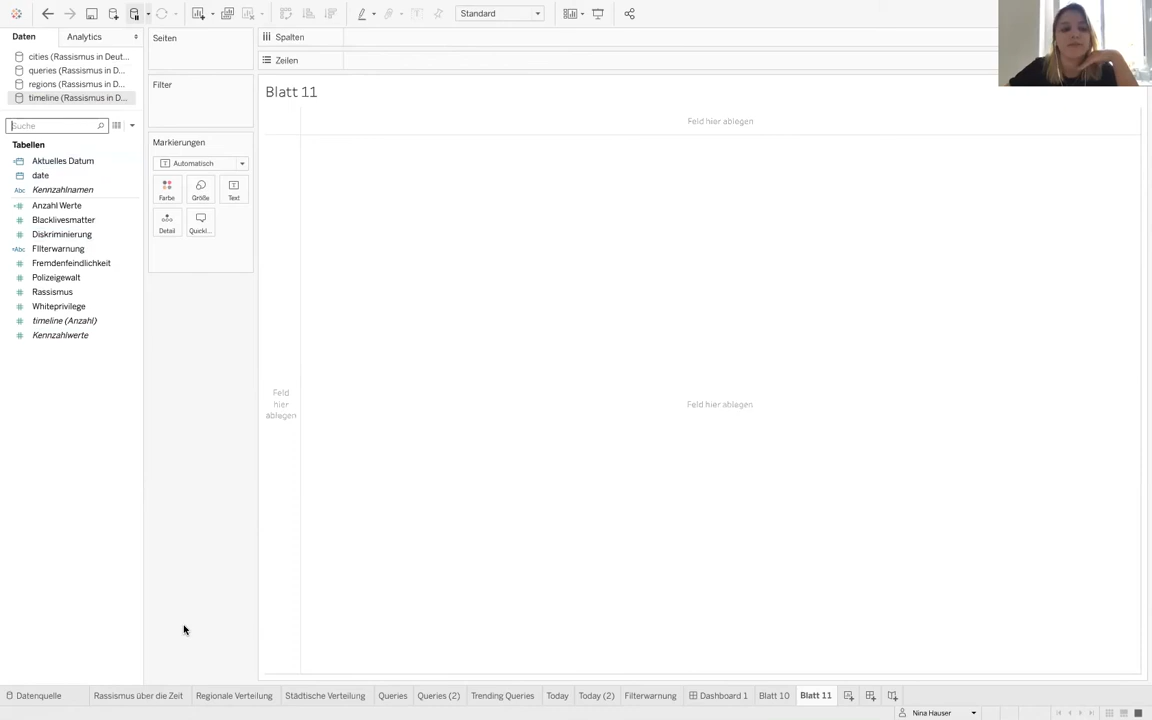 Standard
Daten
Analytics
Seiten
Spalten
cities (Rassismus in Deut...
queries (Rassismus in D...
regions (Rassismus in D...
timeline (Rassismus in D...
Zeilen
Filter
Blatt 11
Suche
Feld hier ablegen
Tabellen
Markierungen
Aktuelles Datum
Automatisch
date
Abc Kennzahlnamen
Farbe
Größe
Text
Anzahl Werte
Blacklivesmatter
Diskriminierung
Detail
QuickI...
Abc FIlterwarnung
Fremdenfeindlichkeit
Polizeigewalt
Rassismus
Whiteprivilege
timeline (Anzahl)
Kennzahlwerte
Feld
hier
ablegen
Feld hier ablegen
Datenquelle
Rassismus über die Zeit
Regionale Verteilung
Städtische Verteilung
Queries
Queries (2)
Trending Queries
Today
Today (2)
Filterwarnung
Dashboard 1
Blatt 10
Blatt 11
Nina Hauser